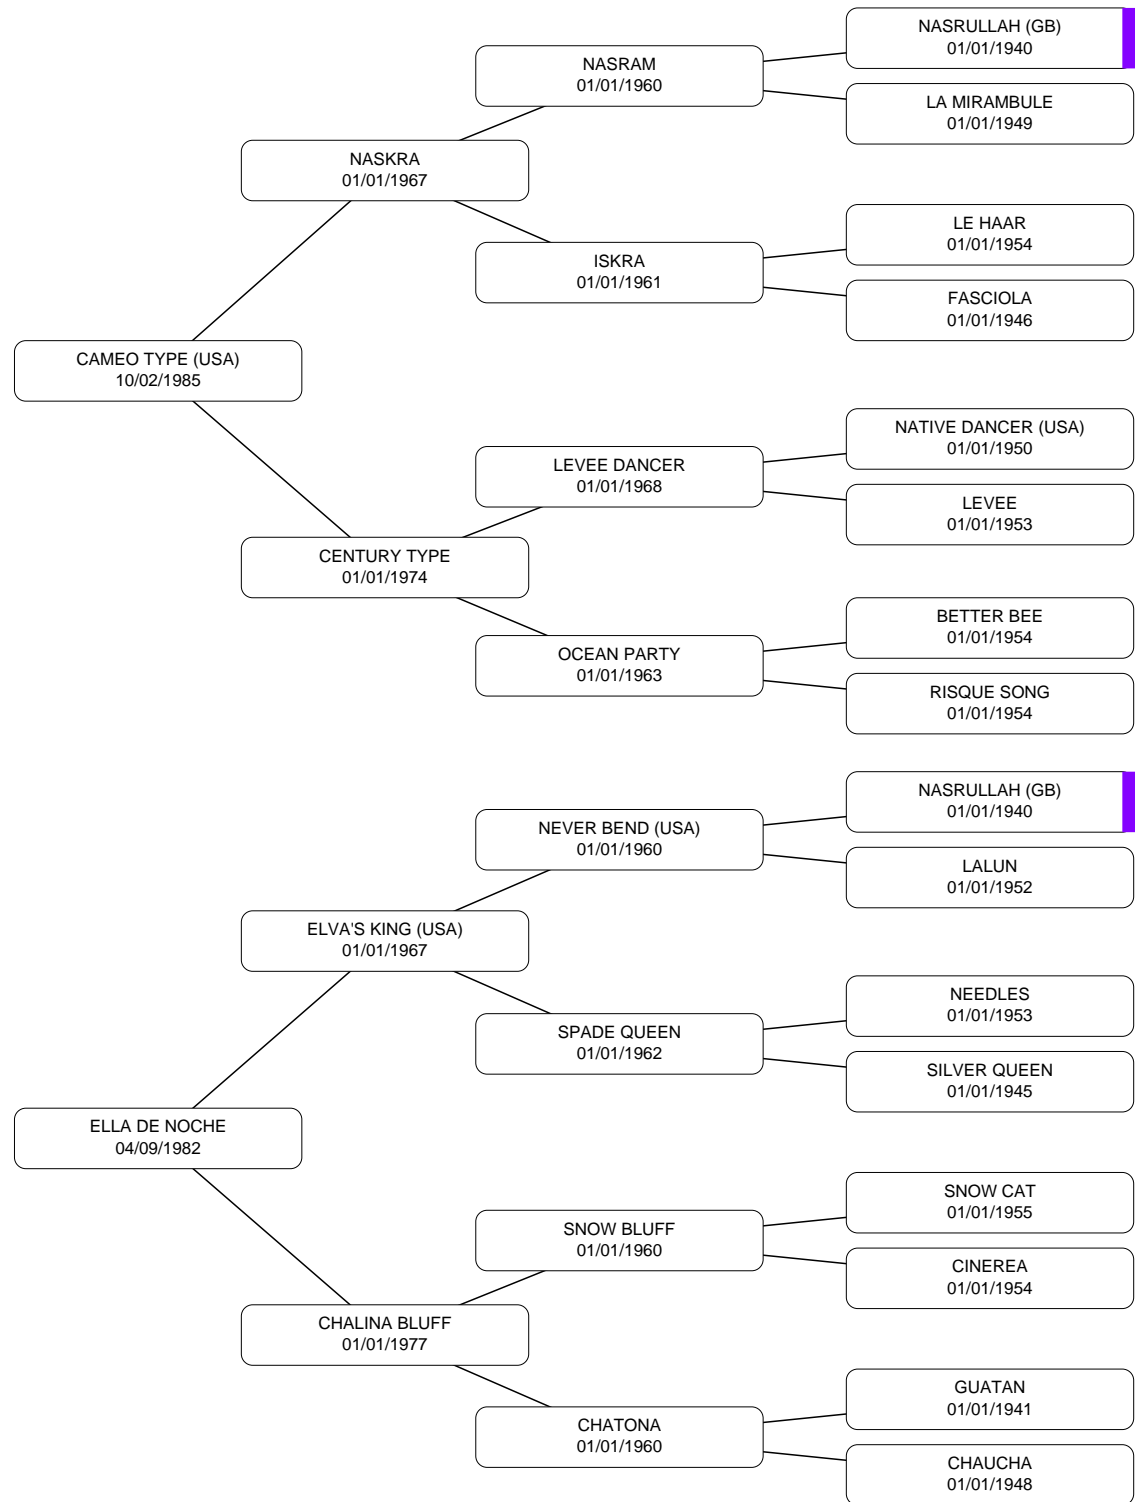 NASRULLAH (GB)
01/01/1940
NASRAM
01/01/1960
LA MIRAMBULE
01/01/1949
NASKRA
01/01/1967
LE HAAR
01/01/1954
ISKRA
01/01/1961
FASCIOLA
01/01/1946
CAMEO TYPE (USA)
10/02/1985
NATIVE DANCER (USA)
01/01/1950
LEVEE DANCER
01/01/1968
LEVEE
01/01/1953
CENTURY TYPE
01/01/1974
BETTER BEE
01/01/1954
OCEAN PARTY
01/01/1963
RISQUE SONG
01/01/1954
NASRULLAH (GB)
01/01/1940
NEVER BEND (USA)
01/01/1960
LALUN
01/01/1952
ELVA'S KING (USA)
01/01/1967
NEEDLES
01/01/1953
SPADE QUEEN
01/01/1962
SILVER QUEEN
01/01/1945
ELLA DE NOCHE
04/09/1982
SNOW CAT
01/01/1955
SNOW BLUFF
01/01/1960
CINEREA
01/01/1954
CHALINA BLUFF
01/01/1977
GUATAN
01/01/1941
CHATONA
01/01/1960
CHAUCHA
01/01/1948